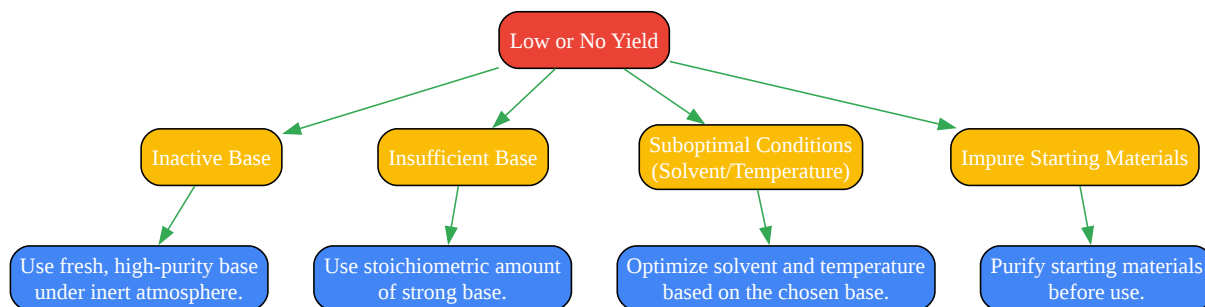 Low or No Yield
Inactive Base
Insufficient Base
Suboptimal Conditions
(Solvent/Temperature)
Impure Starting Materials
Use fresh, high-purity base
under inert atmosphere.
Use stoichiometric amount
of strong base.
Optimize solvent and temperature
based on the chosen base.
Purify starting materials
before use.